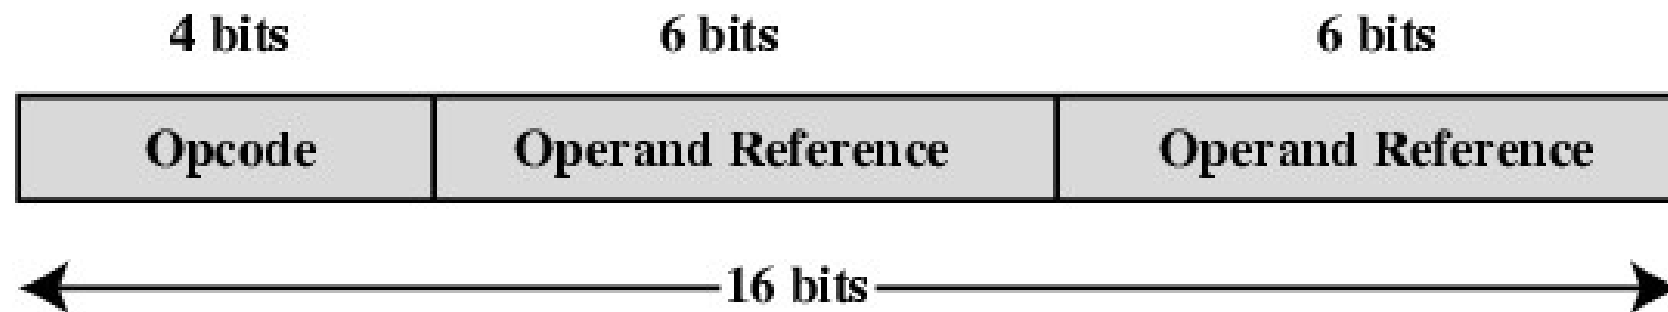 4 bits 6 bits 6 bits
Opcode Operand Reference Operand Reference
16 bits